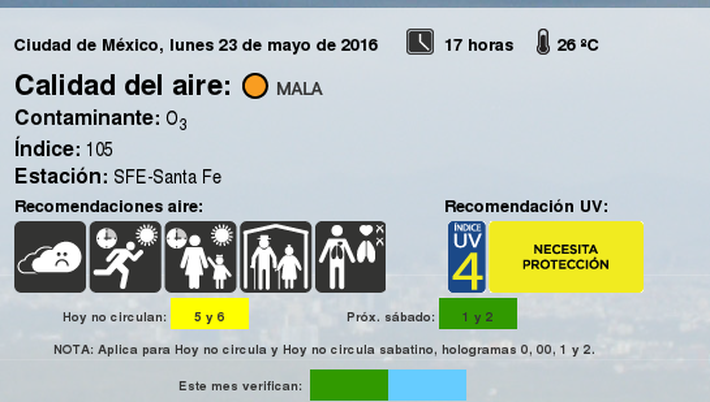 Ciudad de México, lunes 23 de mayo de 2016 17 horas 26 ºC
Calidad del aire: MALA
Contaminante: O3
Índice: 105
Estación: SFE-Santa Fe
Recomendaciones aire: Recomendación UV:
ÍNDICE
UV
4
NECESITA
PROTECCIÓN
Hoy no circulan: 5 y 6 Próx. sábado: 1 y 2
NOTA: Aplica para Hoy no circula y Hoy no circula sabatino, hologramas 0, 00, 1 y 2.
Este mes verifican: